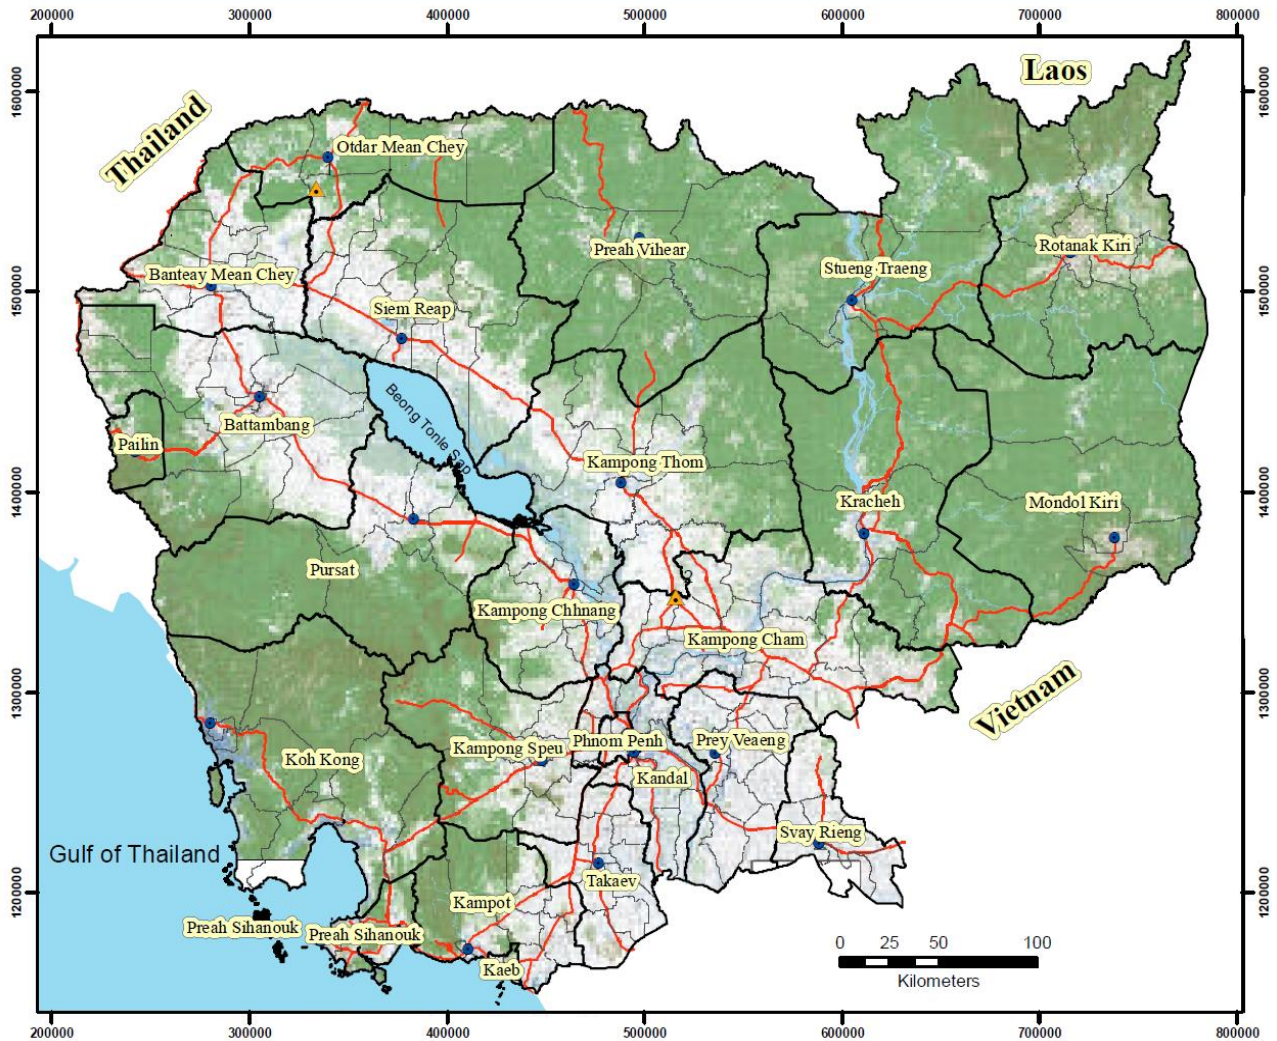 200000 300000 400000 500000 600000 700000 800000
Laos
1600000
1600000
Thailand
Otdar Mean Chey
Preah Vihear
Rotanak Kiri
Stueng Traeng
Banteay Mean Chey
1500000
1500000
Siem Reap
Beong Tonle Sap
Battambang
Pailin
Kampong Thom
1400000
1400000
Kracheh
Mondol Kiri
Pursat
Kampong Chhnang
Kampong Cham
1300000
1300000
Vietnam
Phnom Penh
Prey Veaeng
Kampong Speu
Koh Kong
Kandal
Svay Rieng
Gulf of Thailand
Takaev
1200000
1200000
Kampot
Preah Sihanouk
Preah Sihanouk
Kaeb
0 25 50 100
Kilometers
200000 300000 400000 500000 600000 700000 800000